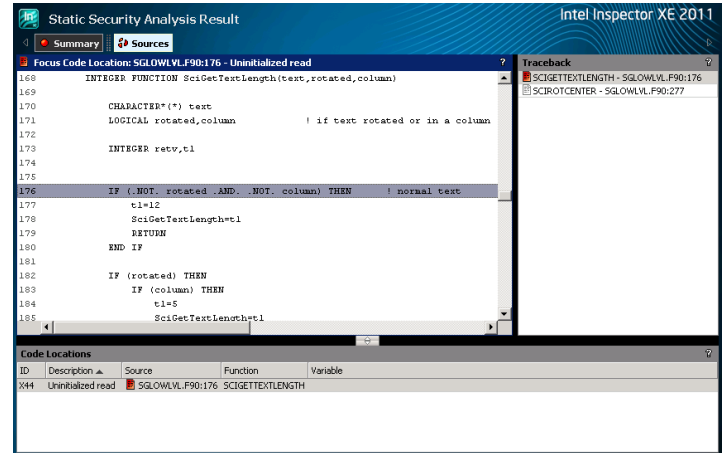 Static Security Analysis Result
Intel Inspector XE 2011
Summary
Sources
Focus Code Location: SGLOWLVL.F90:176 - Uninitialized read ?
168 INTEGER FUNCTION SciGetTextLength(text,rotated,column)
169
170 CHARACTER*(*) text
171 LOGICAL rotated,column ! if text rotated or in a column
172
173 INTEGER retv,tl
174
175
176 IF (.NOT. rotated .AND. .NOT. column) THEN ! normal text
177 tl=12
178 SciGetTextLength=tl
179 RETURN
180 END IF
181
182 IF (rotated) THEN
183 IF (column) THEN
184 tl=5
185 SciGetTextLength=tl
Traceback ?
SCIGETTEXTLENGTH - SGLOWLVL.F90:176
SCIROTCENTER - SGLOWLVL.F90:277
Code Locations ?
ID Description Source Function Variable
X44 Uninitialized read SGLOWLVL.F90:176 SCIGETTEXTLENGTH